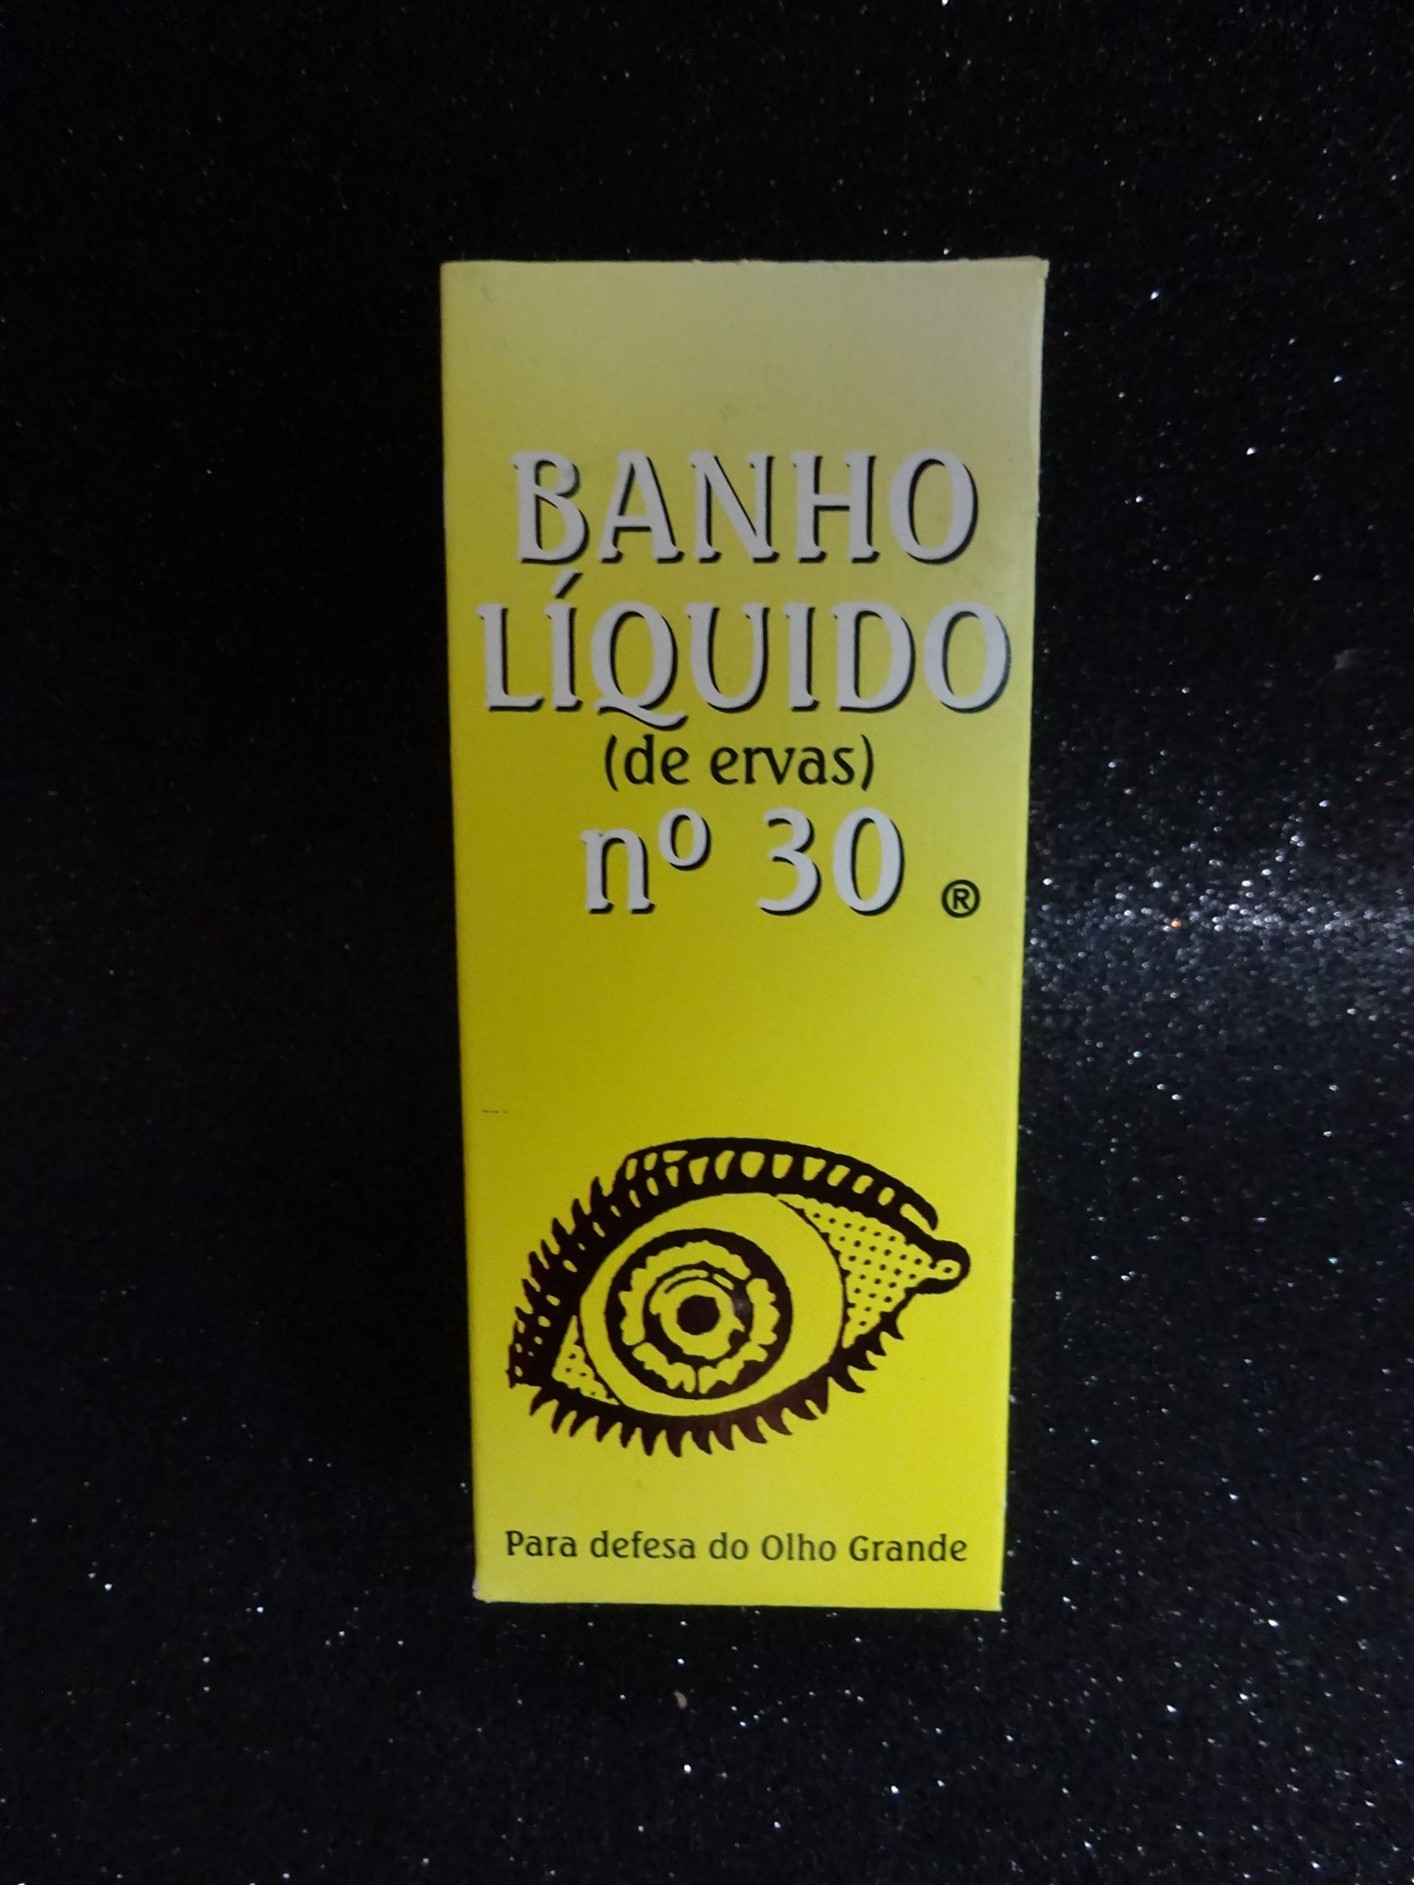 BANHO
LÍQUIDO
(de ervas)
nº 30 ®
Para defesa do Olho Grande